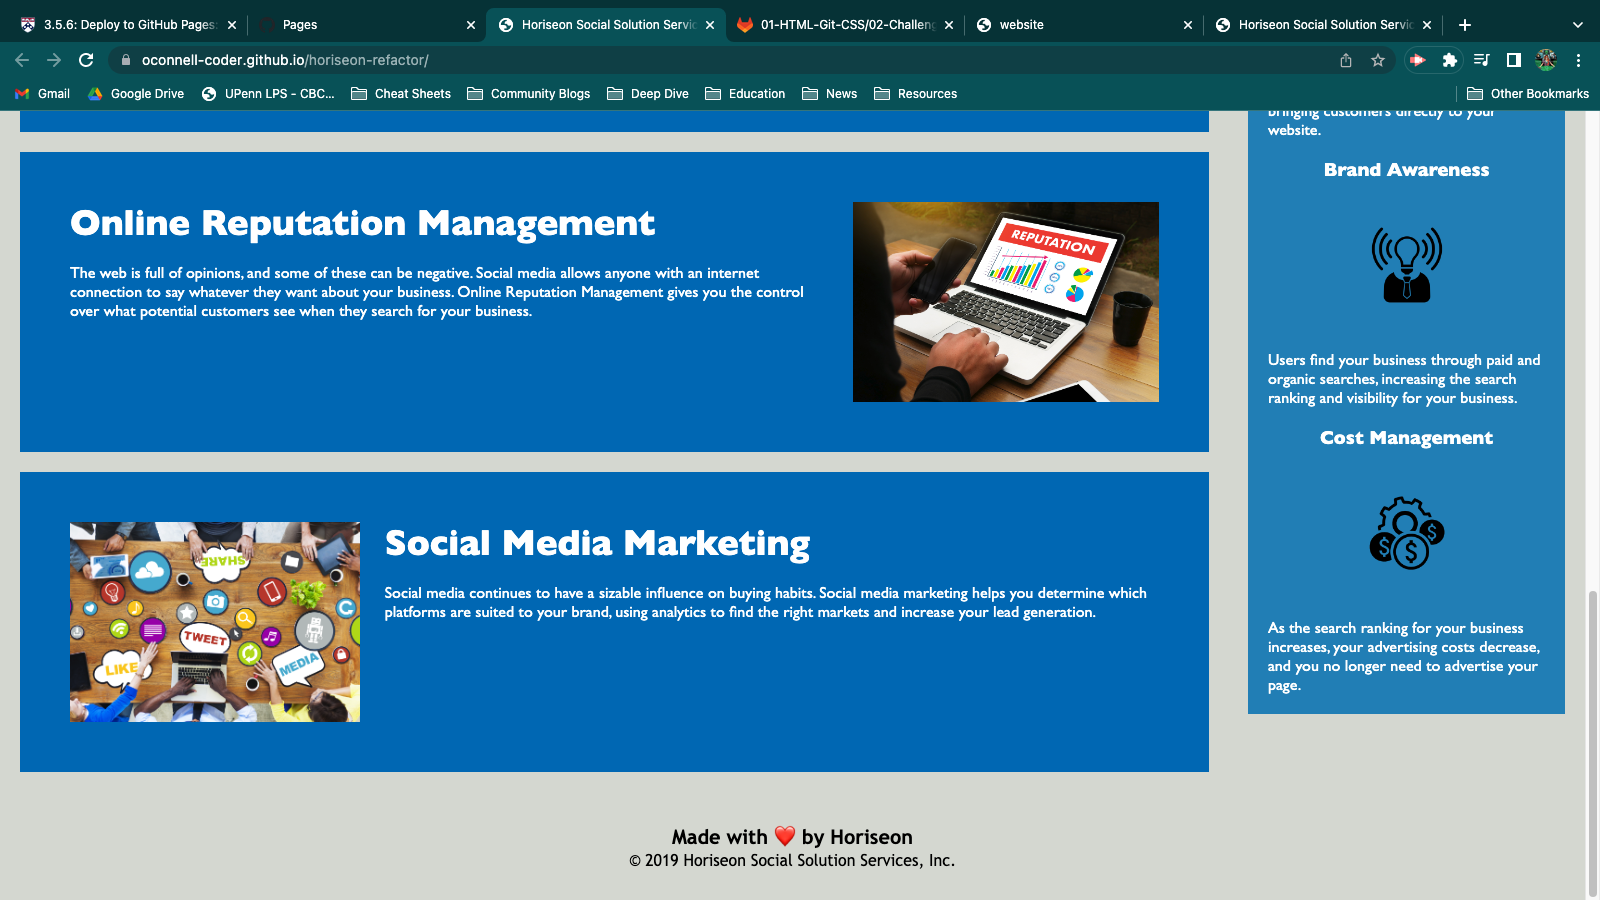 3.5.6: Deploy to GitHub Pages:
Pages
Horiseon Social Solution Servic
01-HTML-Git-CSS/02-Challeng
website
Horiseon Social Solution Servic
oconnell-coder.github.io/horiseon-refactor/
Gmail
Google Drive
UPenn LPS - CBC...
Cheat Sheets
Community Blogs
Deep Dive
Education
News
Resources
Other Bookmarks
Online Reputation Management
The web is full of opinions, and some of these can be negative. Social media allows anyone with an internet
connection to say whatever they want about your business. Online Reputation Management gives you the control
over what potential customers see when they search for your business.
REPUTATION
SHARE
TWEET
LIKE
MEDIA
Social Media Marketing
Social media continues to have a sizable influence on buying habits. Social media marketing helps you determine which
platforms are suited to your brand, using analytics to find the right markets and increase your lead generation.
bringing customers directly to your
website.
Brand Awareness
Users find your business through paid and
organic searches, increasing the search
ranking and visibility for your business.
Cost Management
$ $ $
As the search ranking for your business
increases, your advertising costs decrease,
and you no longer need to advertise your
page.
Made with ❤️ by Horiseon
© 2019 Horiseon Social Solution Services, Inc.